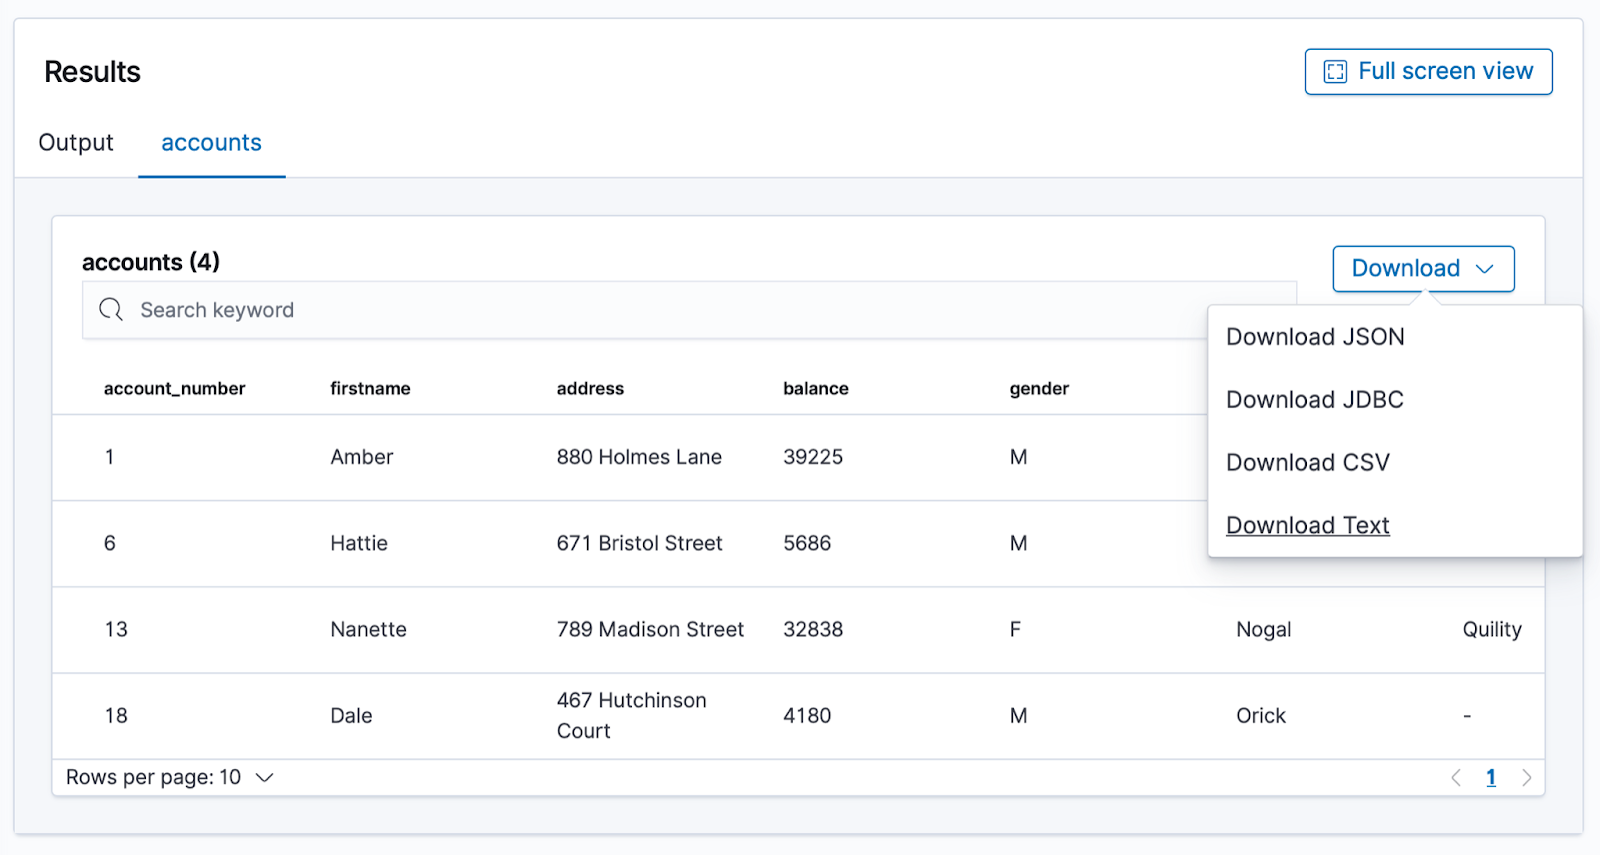 Results
Full screen view
Output accounts
accounts (4)
Download
Search keyword
Download JSON
Download JDBC
Download CSV
Download Text
account_number firstname address balance gender
1 Amber 880 Holmes Lane 39225 M
6 Hattie 671 Bristol Street 5686 M
13 Nanette 789 Madison Street 32838 F Nogal Quility
18 Dale 467 Hutchinson Court 4180 M Orick -
Rows per page: 10
1